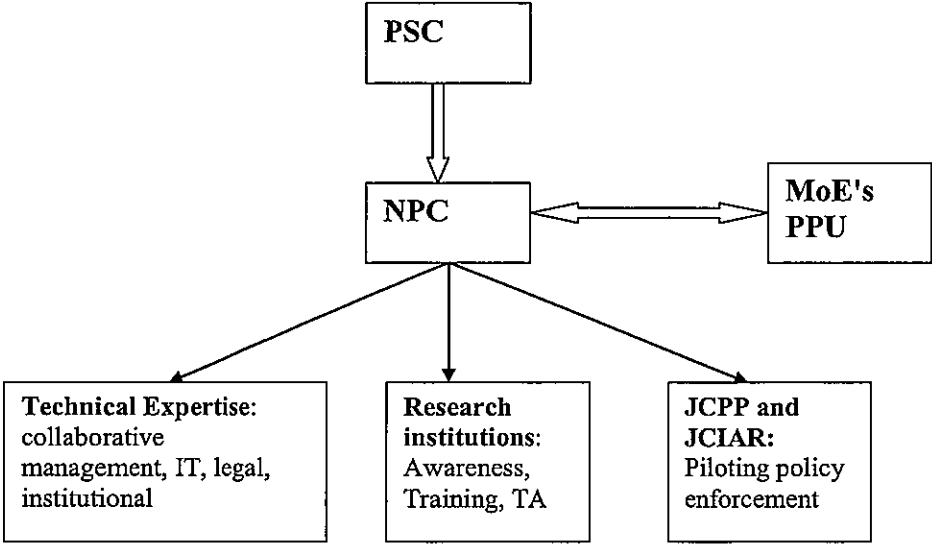 PSC
NPC
MoE's
PPU
Technical Expertise:
collaborative
management, IT, legal,
institutional
Research
institutions:
Awareness,
Training, TA
JCPP and
JCIAR:
Piloting policy
enforcement